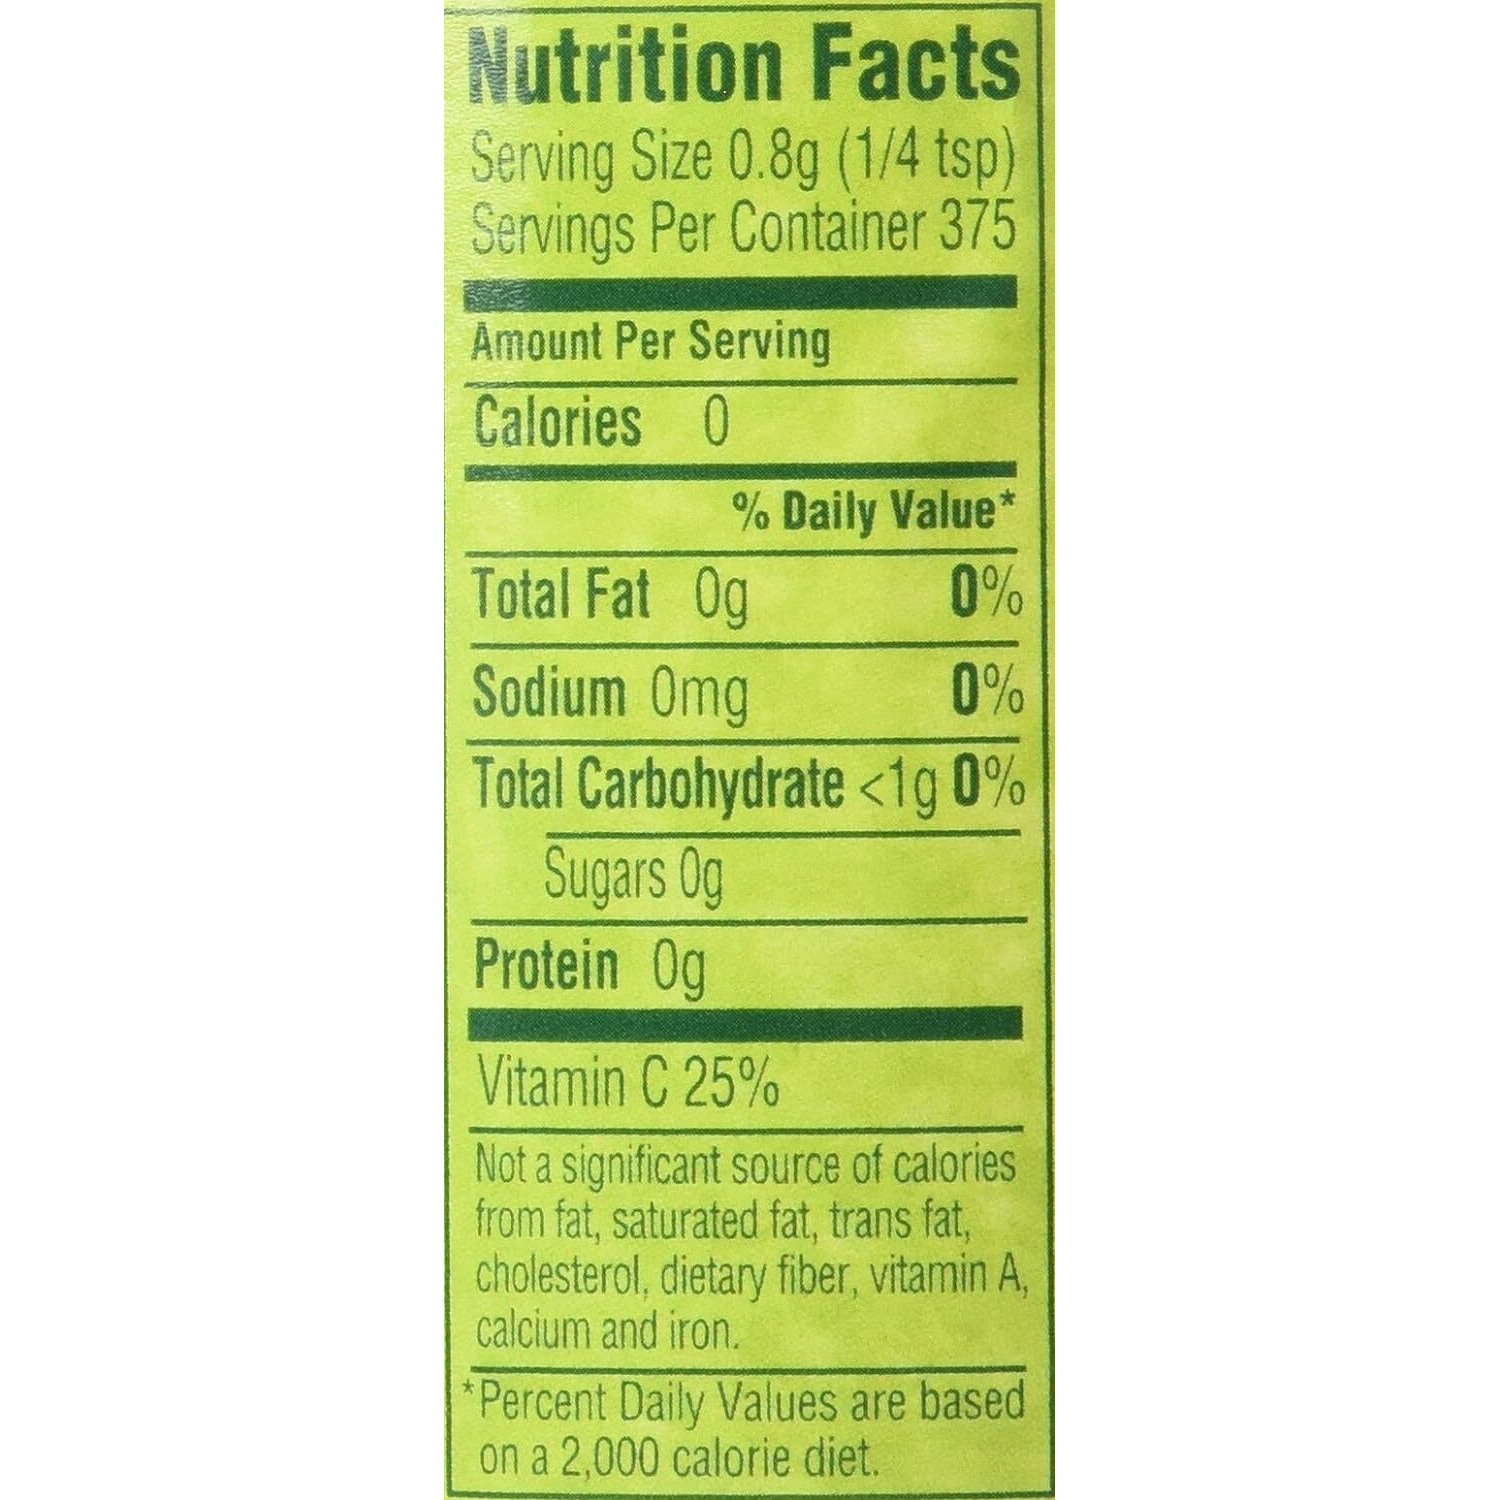 Nutrition Facts
Serving Size 0.8g (1/4 tsp)
Servings Per Container 375
Amount Per Serving
Calories 0
% Daily Value*
Total Fat 0g 0%
Sodium 0mg 0%
Total Carbohydrate <1g 0%
Sugars 0g
Protein 0g
Vitamin C 25%
Not a significant source of calories
from fat, saturated fat, trans fat,
cholesterol, dietary fiber, vitamin A,
calcium and iron.
*Percent Daily Values are based
on a 2,000 calorie diet.